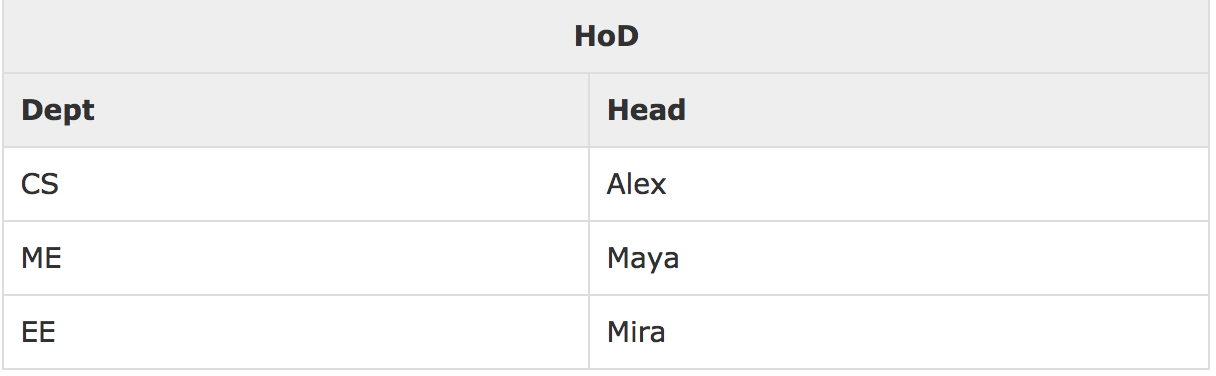 HoD
Dept Head
CS Alex
ME Maya
EE Mira